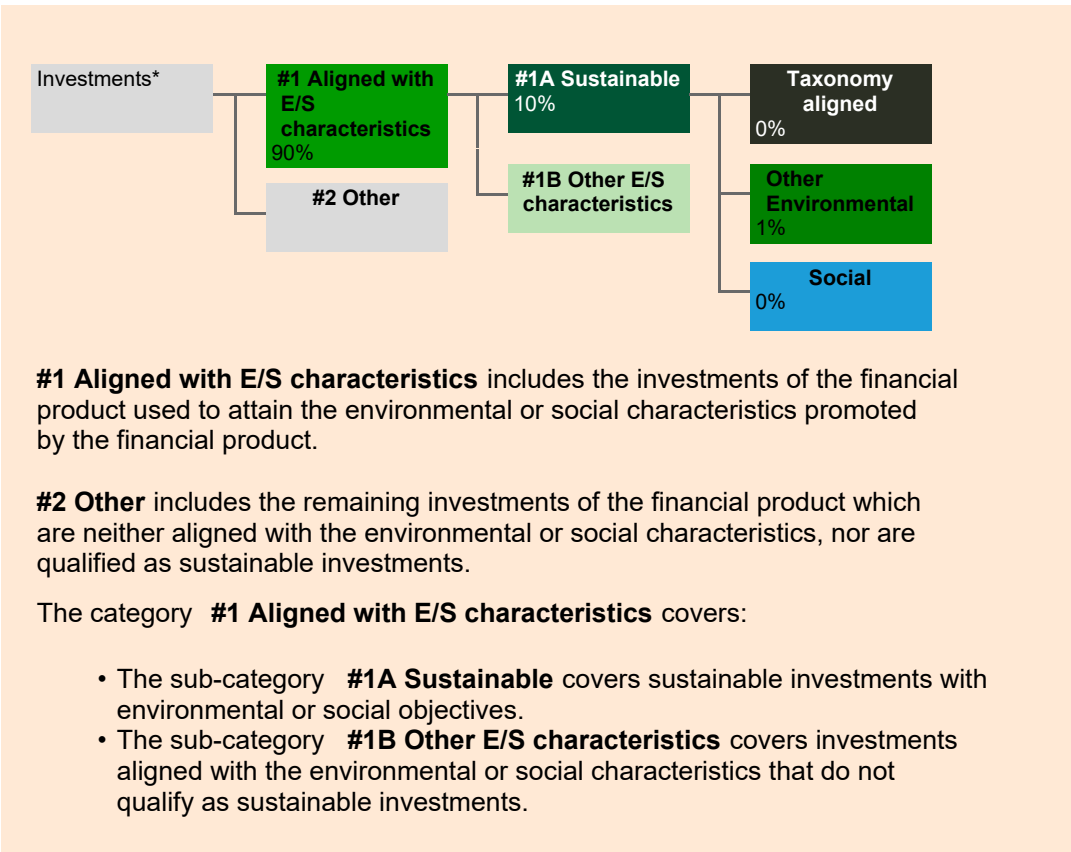 Investments*
#1 Aligned with
E/S
characteristics
90%
#2 Other
#1A Sustainable
10%
#1B Other E/S
characteristics
Taxonomy
aligned
0%
Other
Environmental
1%
Social
0%
#1 Aligned with E/S characteristics includes the investments of the financial
product used to attain the environmental or social characteristics promoted
by the financial product.
#2 Other includes the remaining investments of the financial product which
are neither aligned with the environmental or social characteristics, nor are
qualified as sustainable investments.
The category #1 Aligned with E/S characteristics covers:
• The sub-category #1A Sustainable covers sustainable investments with
environmental or social objectives.
• The sub-category #1B Other E/S characteristics covers investments
aligned with the environmental or social characteristics that do not
qualify as sustainable investments.